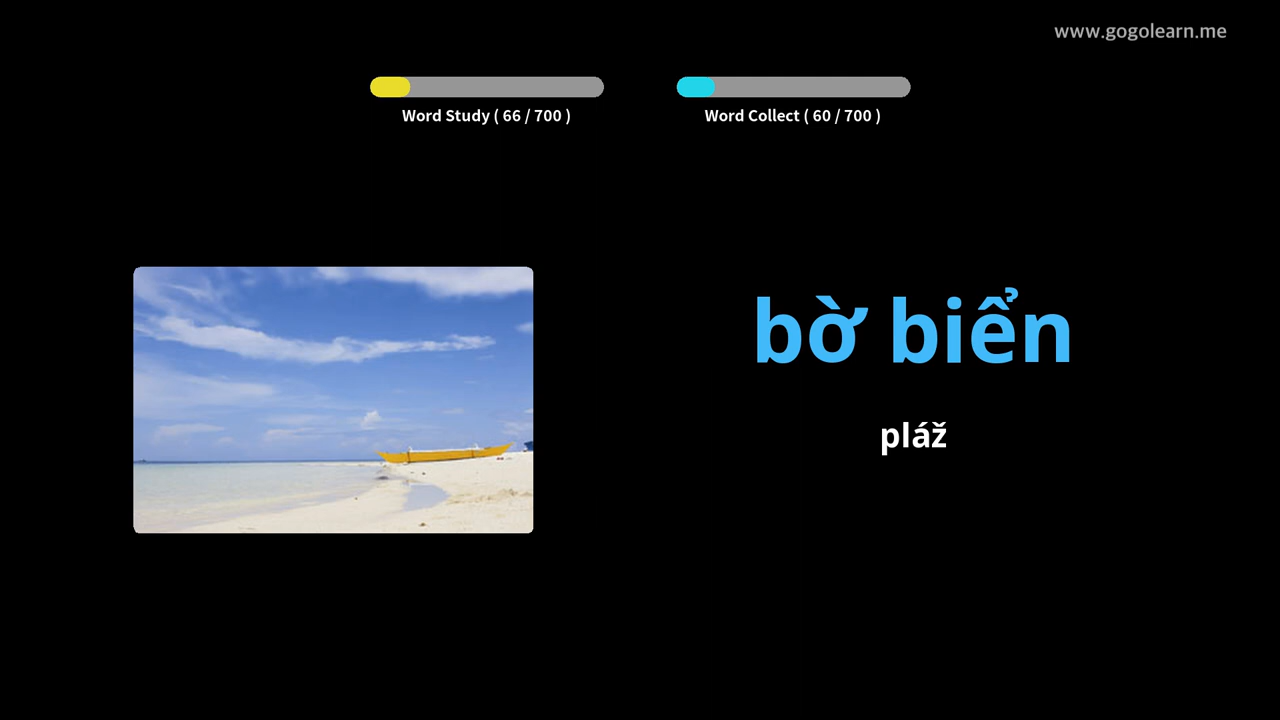 www.gogolearn.me
Word Study ( 66 / 700 )
Word Collect ( 60 / 700 )
bờ biển
pláž